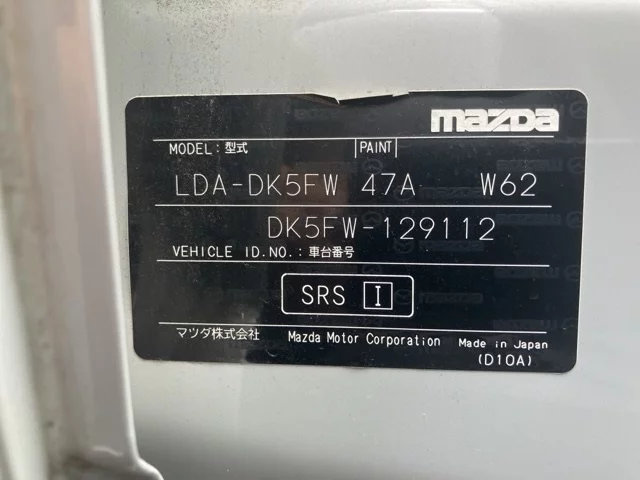 mazda
MODEL:型式 PAINT
LDA-DK5FW 47A W62
DK5FW-129112
VEHICLE ID.NO.:車台番号
SRS I
マツダ株式会社 Mazda Motor Corporation Made in Japan
(D10A)